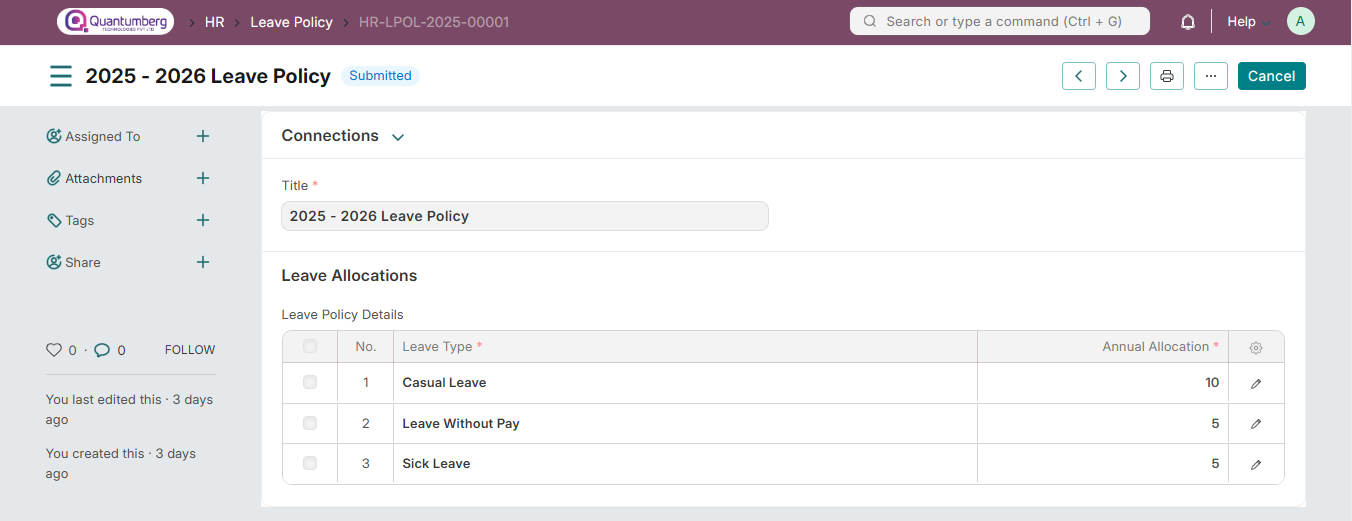 Quantumberg
TECHNOLOGIES PVT LTD
HR
Leave Policy
HR-LPOL-2025-00001
Search or type a command (Ctrl + G)
Help
A
2025 - 2026 Leave Policy
Submitted
...
Cancel
Assigned To
Attachments
Tags
Share
0 · 0 FOLLOW
You last edited this · 3 days
ago
You created this · 3 days
ago
Connections
Title *
2025 - 2026 Leave Policy
Leave Allocations
Leave Policy Details
No. Leave Type * Annual Allocation *
1 Casual Leave 10
2 Leave Without Pay 5
3 Sick Leave 5